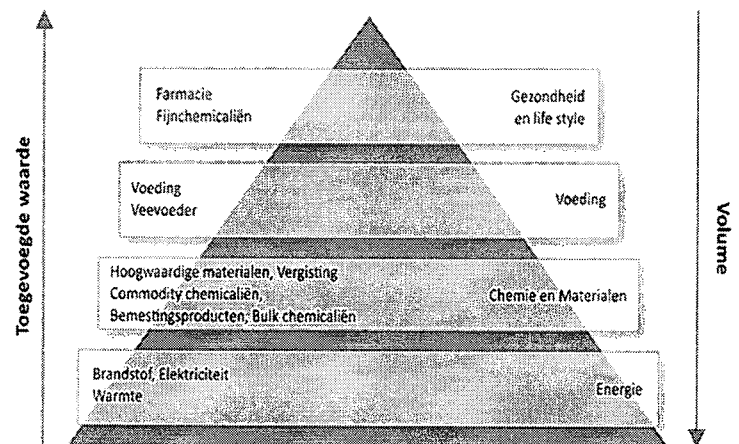 Toegevoegde waarde
Farmacie
Fijnchemicaliën
Gezondheid
en life style
Voeding
Veevoeder
Voeding
Hoogwaardige materialen, Vergisting
Commodity chemicaliën,
Bemestingsproducten, Bulk chemicaliën
Chemie en Materialen
Brandstof, Elektriciteit
Warmte
Energie
Volume